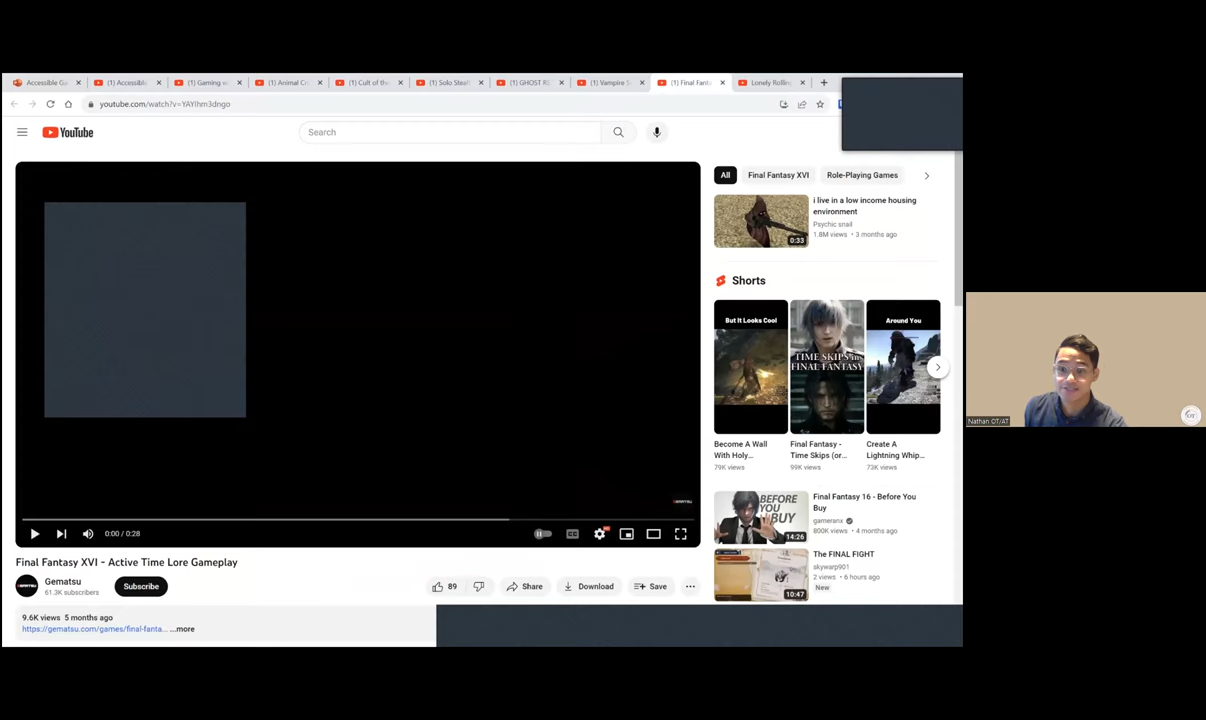 Accessible Ga
(1) Accessible
(1) Gaming w
(1) Animal Cr
(1) Cult of the
(1) Solo Stealt
(1) GHOST RE
(1) Vampire S
(1) Final Fanta
Lonely Rolling
youtube.com/watch?v=YAYIhm3dngo
YouTube
Search
All
Final Fantasy XVI
Role-Playing Games
i live in a low income housing
environment
Psychic snail
1.8M views • 3 months ago
0:33
Shorts
But It Looks Cool
TIME SKIPS in
FINAL FANTASY
Around You
Become A Wall
With Holy...
79K views
Final Fantasy -
Time Skips (or...
99K views
Create A
Lightning Whip...
73K views
GEMATSU
0:00 / 0:28
CC
Final Fantasy XVI - Active Time Lore Gameplay
Gematsu
61.3K subscribers
Subscribe
89
Share
Download
Save
9.6K views 5 months ago
https://gematsu.com/games/final-fanta... ...more
BEFORE
YOU
BUY
14:26
Final Fantasy 16 - Before You
Buy
gameranx
800K views • 4 months ago
The FINAL FIGHT
skywarp901
2 views • 6 hours ago
New
10:47
Nathan OT/AT